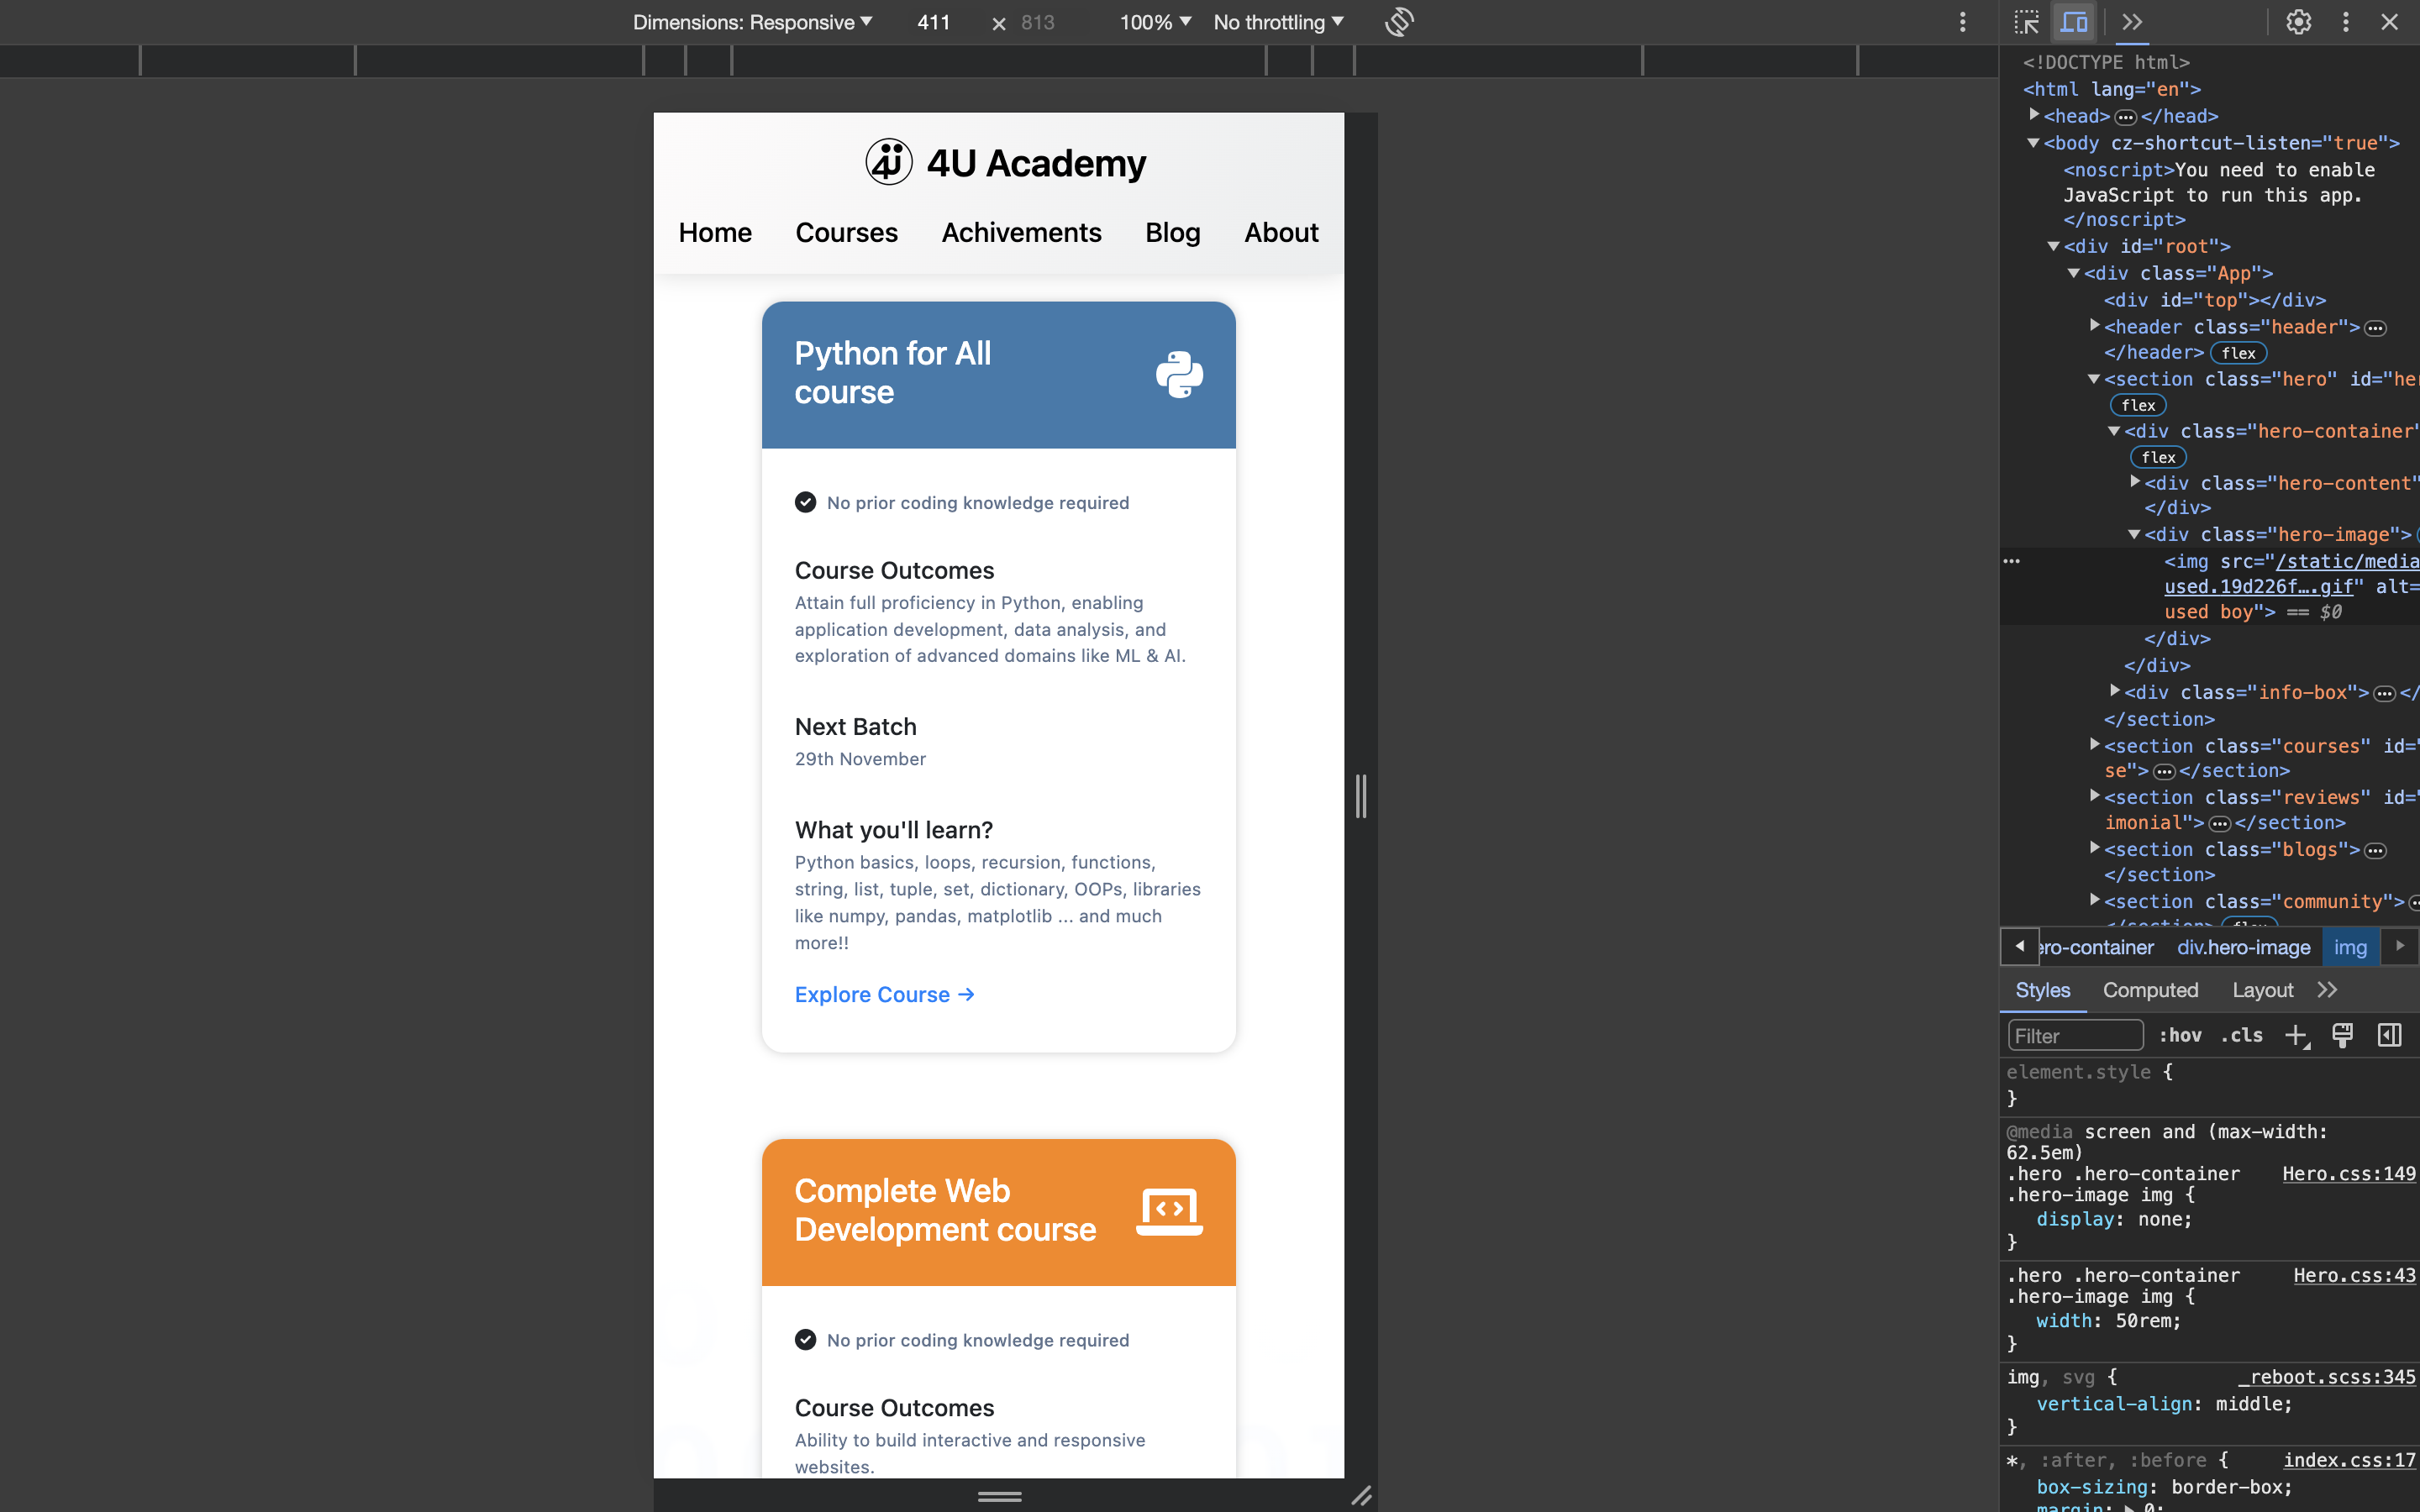 Dimensions: Responsive ▼ 411 × 813 100% ▼ No throttling ▼
4U 4U Academy
Home Courses Achivements Blog About
Python for All
course
No prior coding knowledge required
Course Outcomes
Attain full proficiency in Python, enabling
application development, data analysis, and
exploration of advanced domains like ML & AI.
Next Batch
29th November
What you'll learn?
Python basics, loops, recursion, functions,
string, list, tuple, set, dictionary, OOPs, libraries
like numpy, pandas, matplotlib ... and much
more!!
Explore Course →
Complete Web
Development course
No prior coding knowledge required
Course Outcomes
Ability to build interactive and responsive
websites.
<!DOCTYPE html>
<html lang="en">
<head> ••• </head>
<body cz-shortcut-listen="true">
<noscript>You need to enable
JavaScript to run this app.
</noscript>
<div id="root">
<div class="App">
<div id="top"></div>
<header class="header"> •••
</header> flex
<section class="hero" id="he
flex
<div class="hero-container"
flex
<div class="hero-content"
</div>
<div class="hero-image">
<img src="/static/media
used.19d226f….gif" alt=
used boy"> == $0
</div>
</div>
<div class="info-box"> ••• </
</section>
<section class="courses" id="
se"> ••• </section>
<section class="reviews" id="
imonial"> ••• </section>
<section class="blogs"> •••
</section>
<section class="community">
</section> flex
ero-container div.hero-image img
Styles Computed Layout
Filter :hov .cls
element.style {
}
@media screen and (max-width:
62.5em)
.hero .hero-container Hero.css:149
.hero-image img {
display: none;
}
.hero .hero-container Hero.css:43
.hero-image img {
width: 50rem;
}
img, svg { _reboot.scss:345
vertical-align: middle;
}
*, :after, :before { index.css:17
box-sizing: border-box;
margin: ▶ 0;